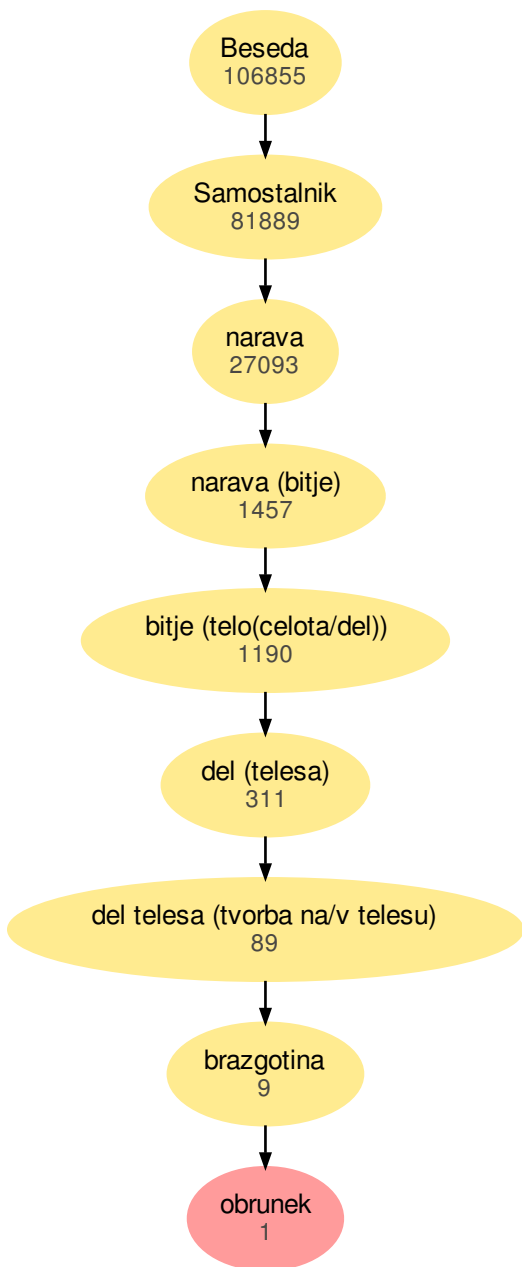 Beseda
106855
Samostalnik
81889
narava
27093
narava (bitje)
1457
bitje (telo(celota/del))
1190
del (telesa)
311
del telesa (tvorba na/v telesu)
89
brazgotina
9
obrunek
1